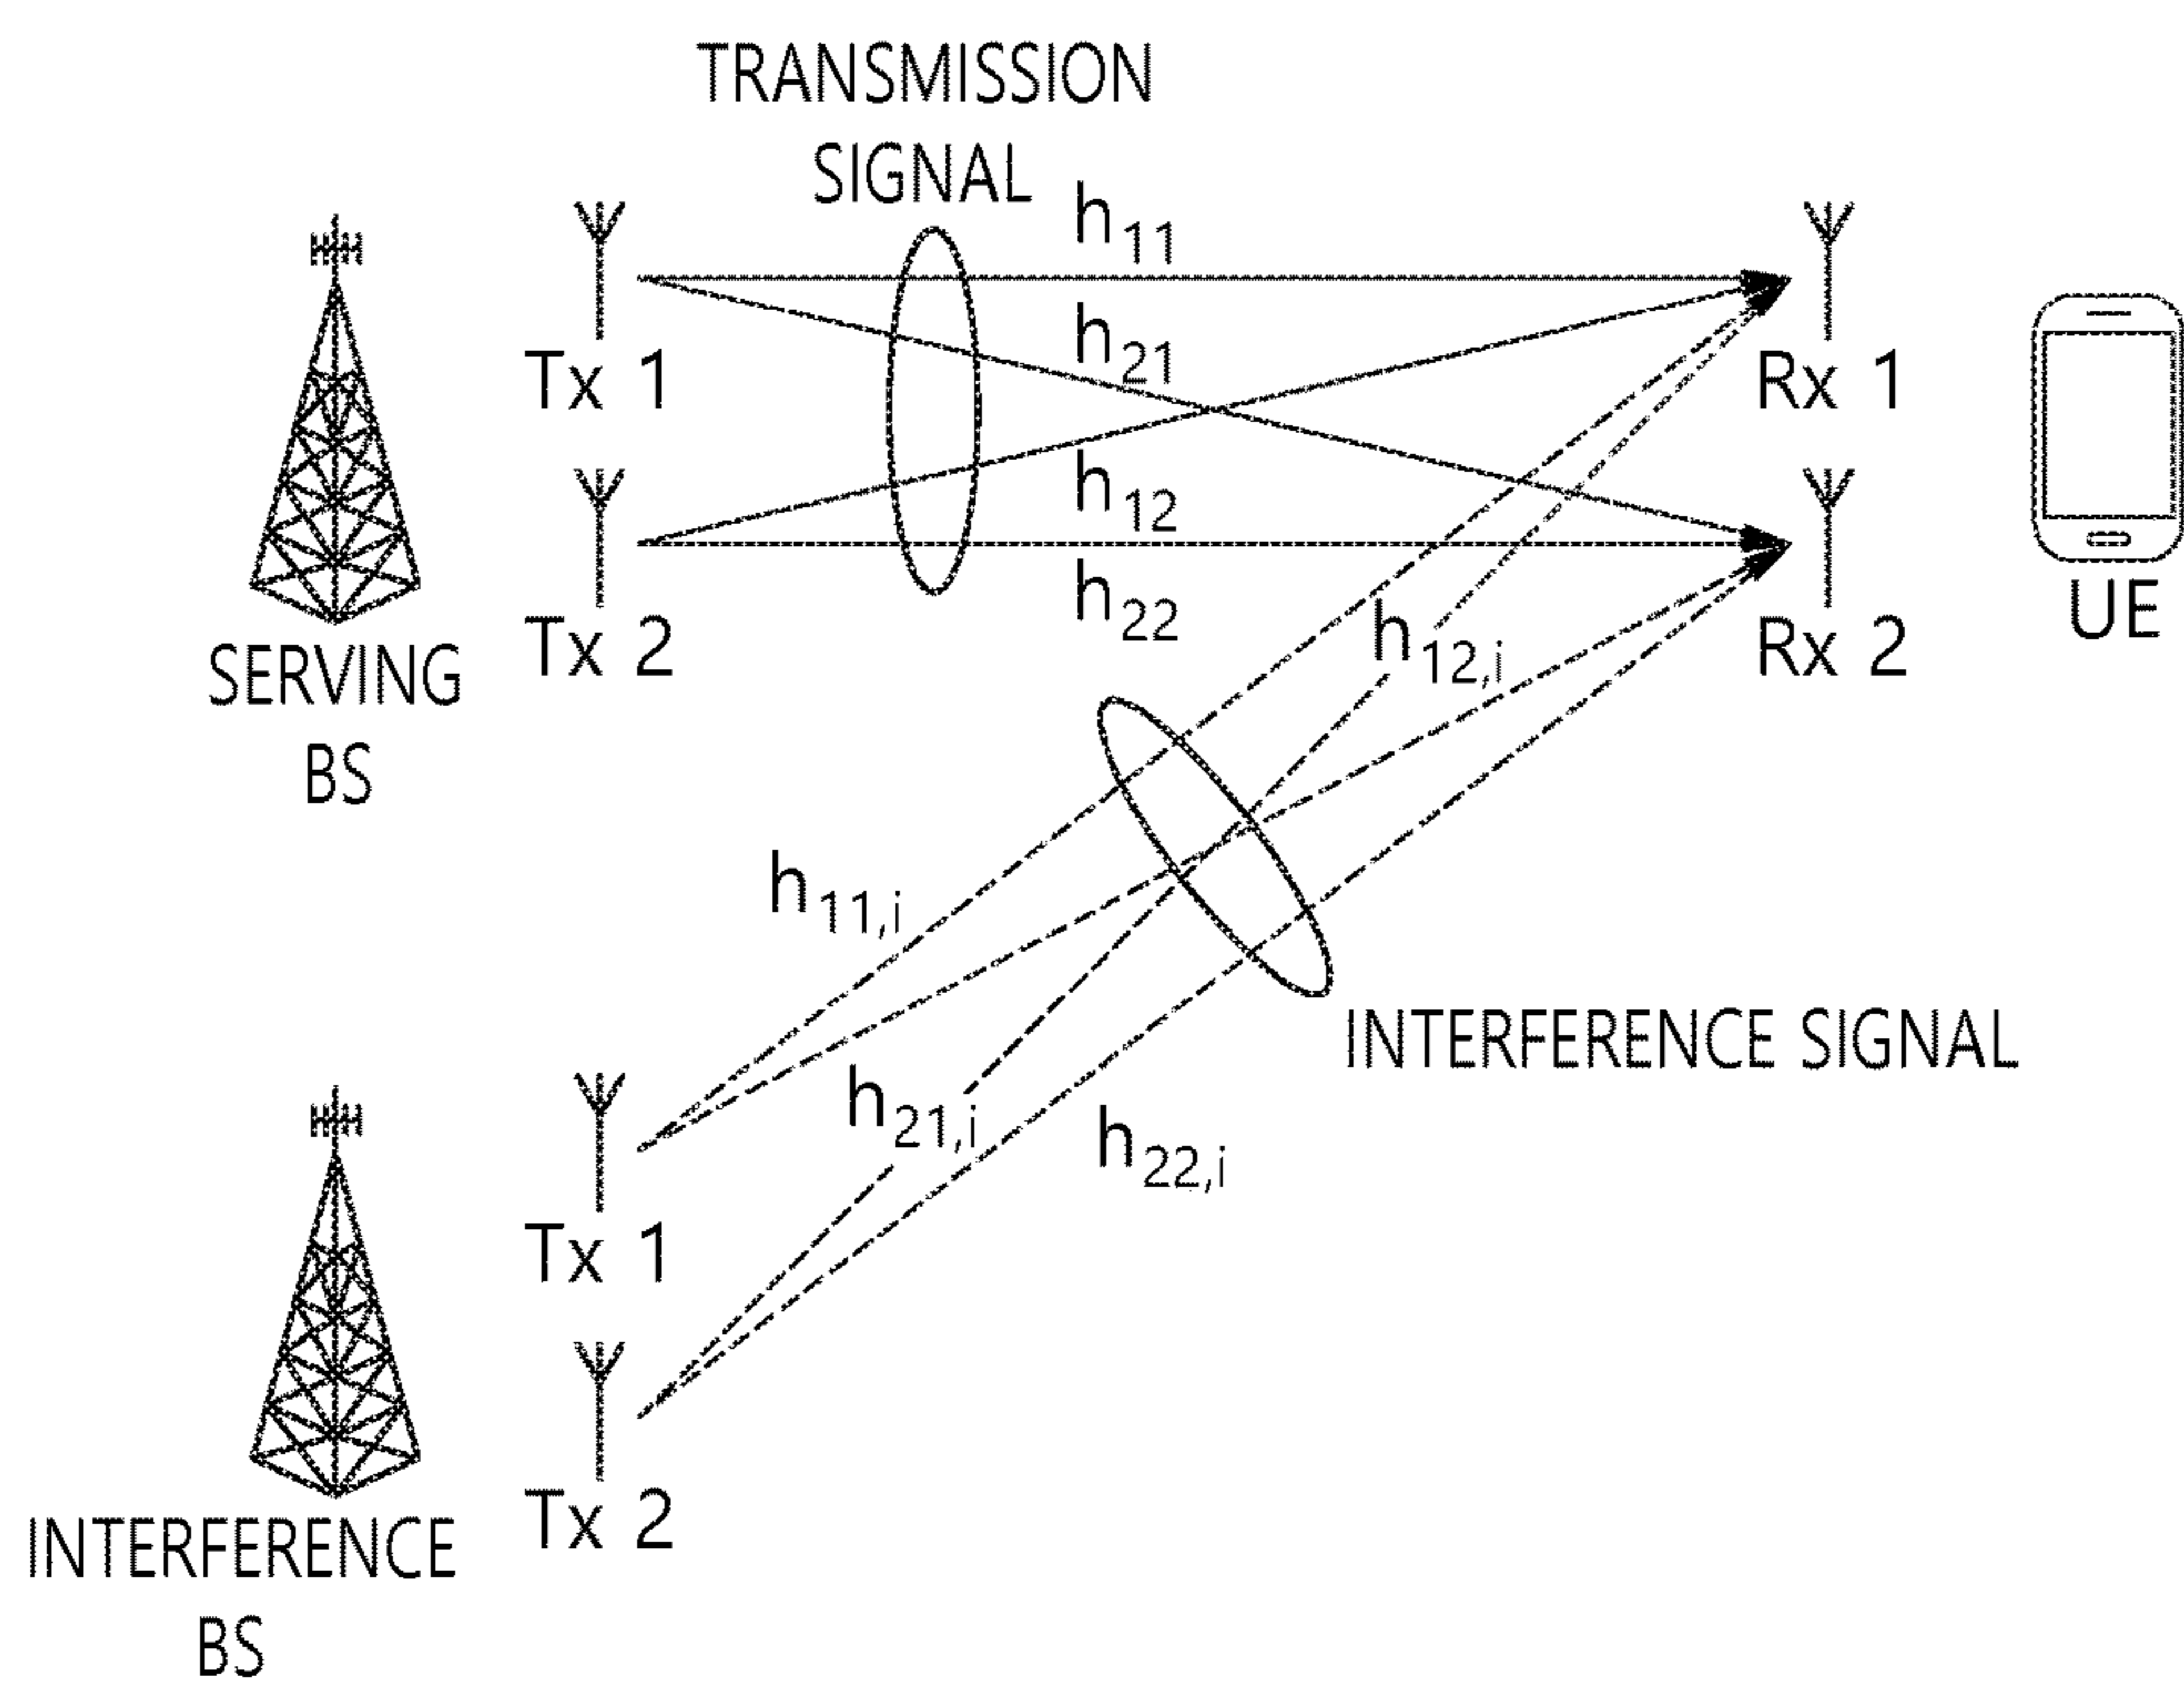 TRANSMISSION
SIGNAL
h11
h21
h12
h22
Tx 1
Tx 2
SERVING
BS
Rx 1
Rx 2
UE
h12,i
h11,i
h21,i
h22,i
INTERFERENCE SIGNAL
Tx 1
Tx 2
INTERFERENCE
BS